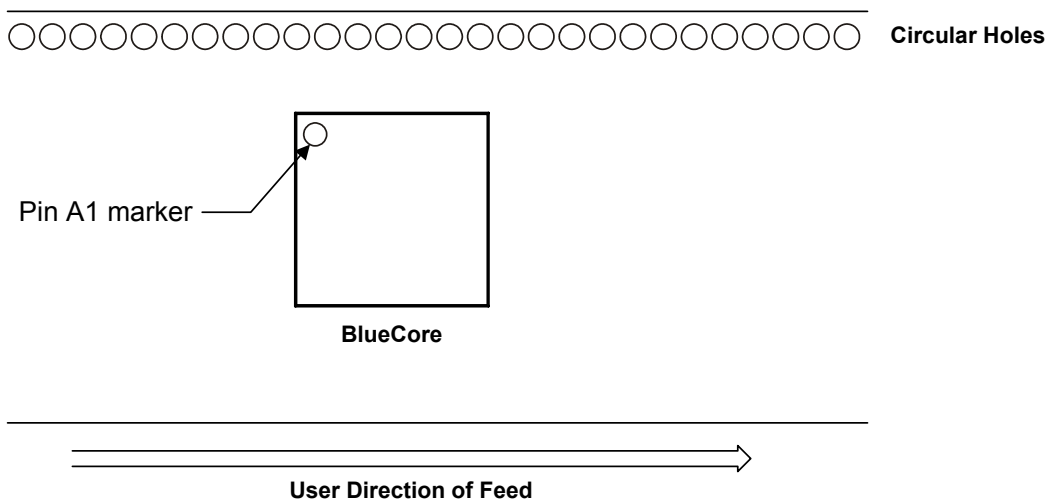 Circular Holes
Pin A1 marker
BlueCore
User Direction of Feed